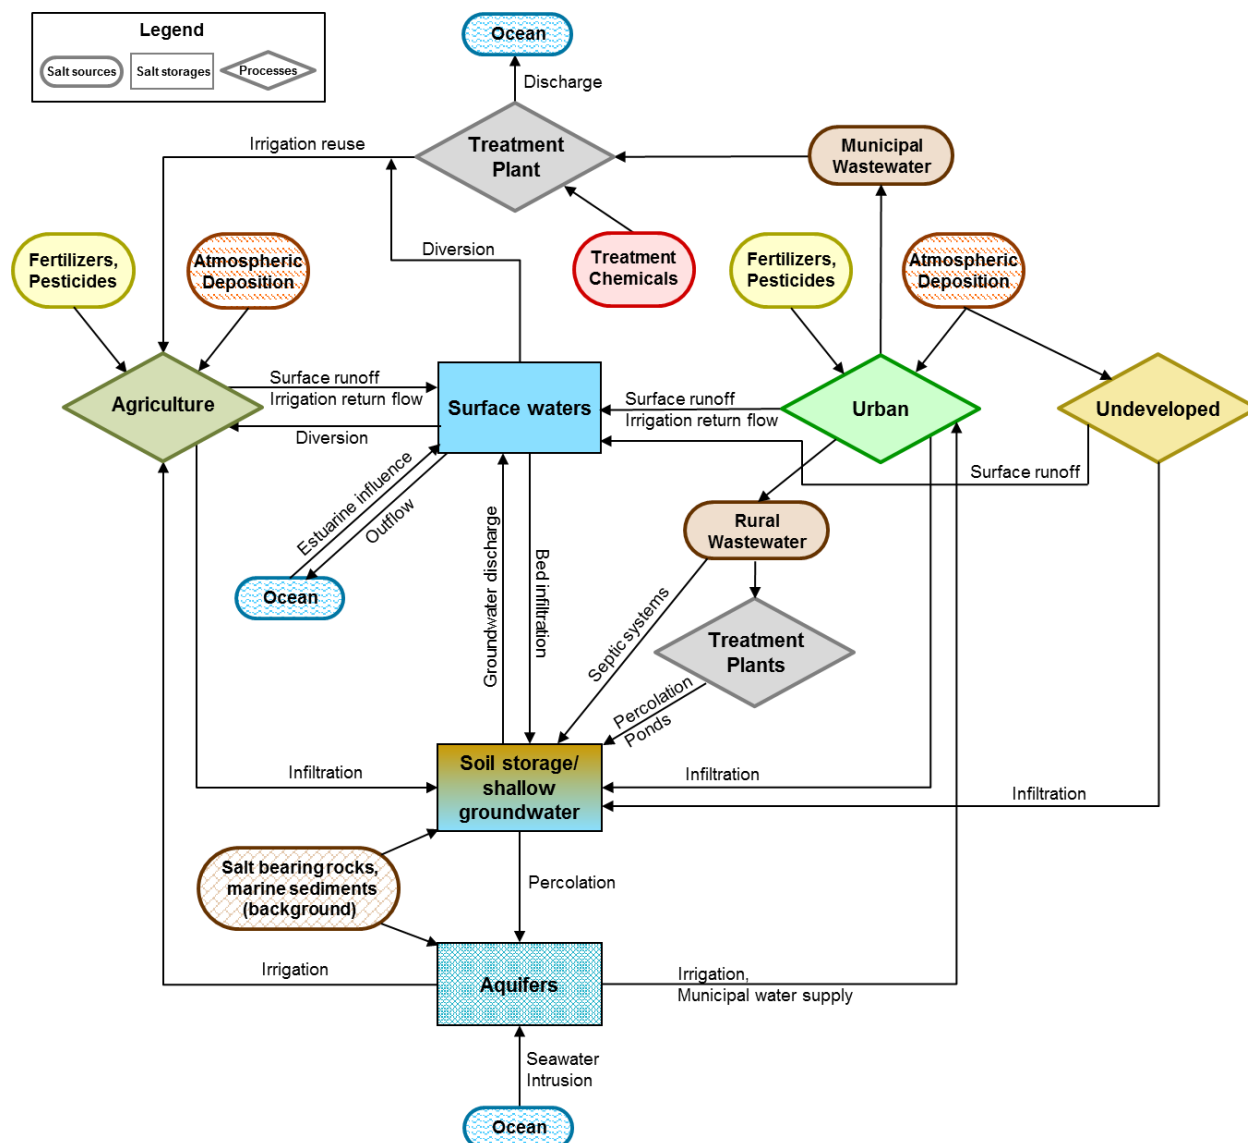 Legend
Salt sources
Salt storages
Processes
Ocean
Discharge
Treatment
Plant
Irrigation reuse
Municipal
Wastewater
Diversion
Treatment
Chemicals
Fertilizers,
Pesticides
Atmospheric
Deposition
Fertilizers,
Pesticides
Atmospheric
Deposition
Agriculture
Surface runoff
Irrigation return flow
Diversion
Surface waters
Surface runoff
Irrigation return flow
Urban
Undeveloped
Surface runoff
Estuarine influence
Outflow
Ocean
Groundwater discharge
Bed infiltration
Rural
Wastewater
Septic systems
Treatment
Plants
Percolation
Ponds
Infiltration
Soil storage/
shallow
groundwater
Infiltration
Infiltration
Salt bearing rocks,
marine sediments
(background)
Percolation
Irrigation
Aquifers
Irrigation,
Municipal water supply
Seawater
Intrusion
Ocean